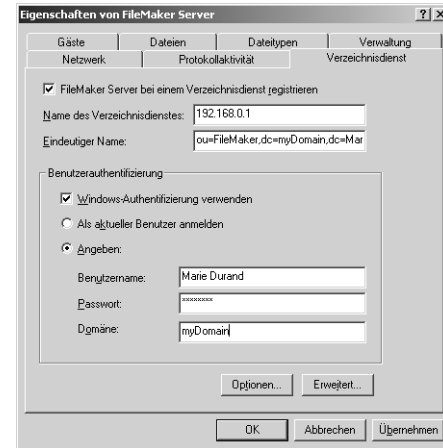 Eigenschaften von FileMaker Server
Gäste Dateien Dateitypen Verwaltung
Netzwerk Protokollaktivität Verzeichnisdienst
FileMaker Server bei einem Verzeichnisdienst registrieren
Name des Verzeichnisdienstes: 192.168.0.1
Eindeutiger Name: ou=FileMaker,dc=myDomain,dc=Mar
Benutzerauthentifizierung
Windows-Authentifizierung verwenden
Als aktueller Benutzer anmelden
Angeben:
Benutzername: Marie Durand
Passwort: xxxxxxxx
Domäne: myDomain
Optionen... Erweitert...
OK Abbrechen Übernehmen